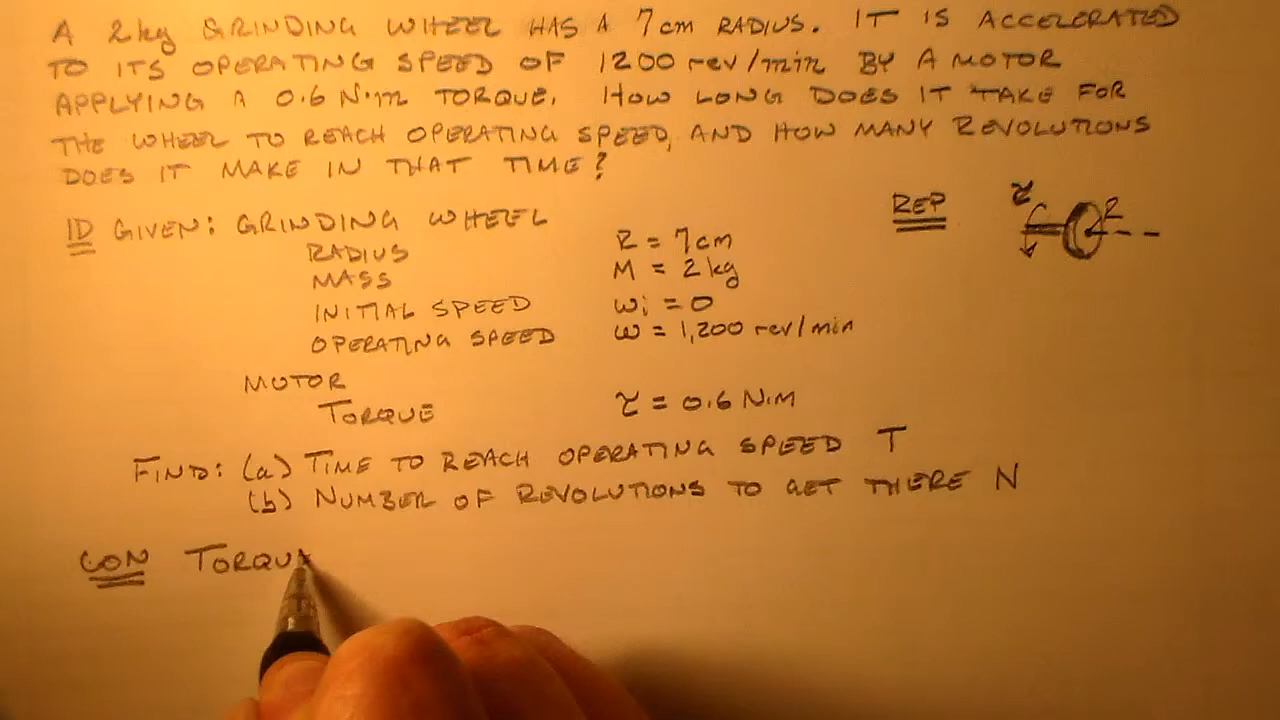 A 2kg GRINDING WHEEL HAS A 7cm RADIUS. IT IS ACCELERATED
TO ITS OPERATING SPEED OF 1200 rev/min BY A MOTOR
APPLYING A 0.6 N·m TORQUE. HOW LONG DOES IT TAKE FOR
THE WHEEL TO REACH OPERATING SPEED, AND HOW MANY REVOLUTIONS
DOES IT MAKE IN THAT TIME?
REP
τ R
ID GIVEN: GRINDING WHEEL
RADIUS R = 7cm
MASS M = 2kg
INITIAL SPEED ωi = 0
OPERATING SPEED ω = 1,200 rev/min
MOTOR
TORQUE τ = 0.6 N·M
FIND: (a) TIME TO REACH OPERATING SPEED T
(b) NUMBER OF REVOLUTIONS TO GET THERE N
CON TORQU